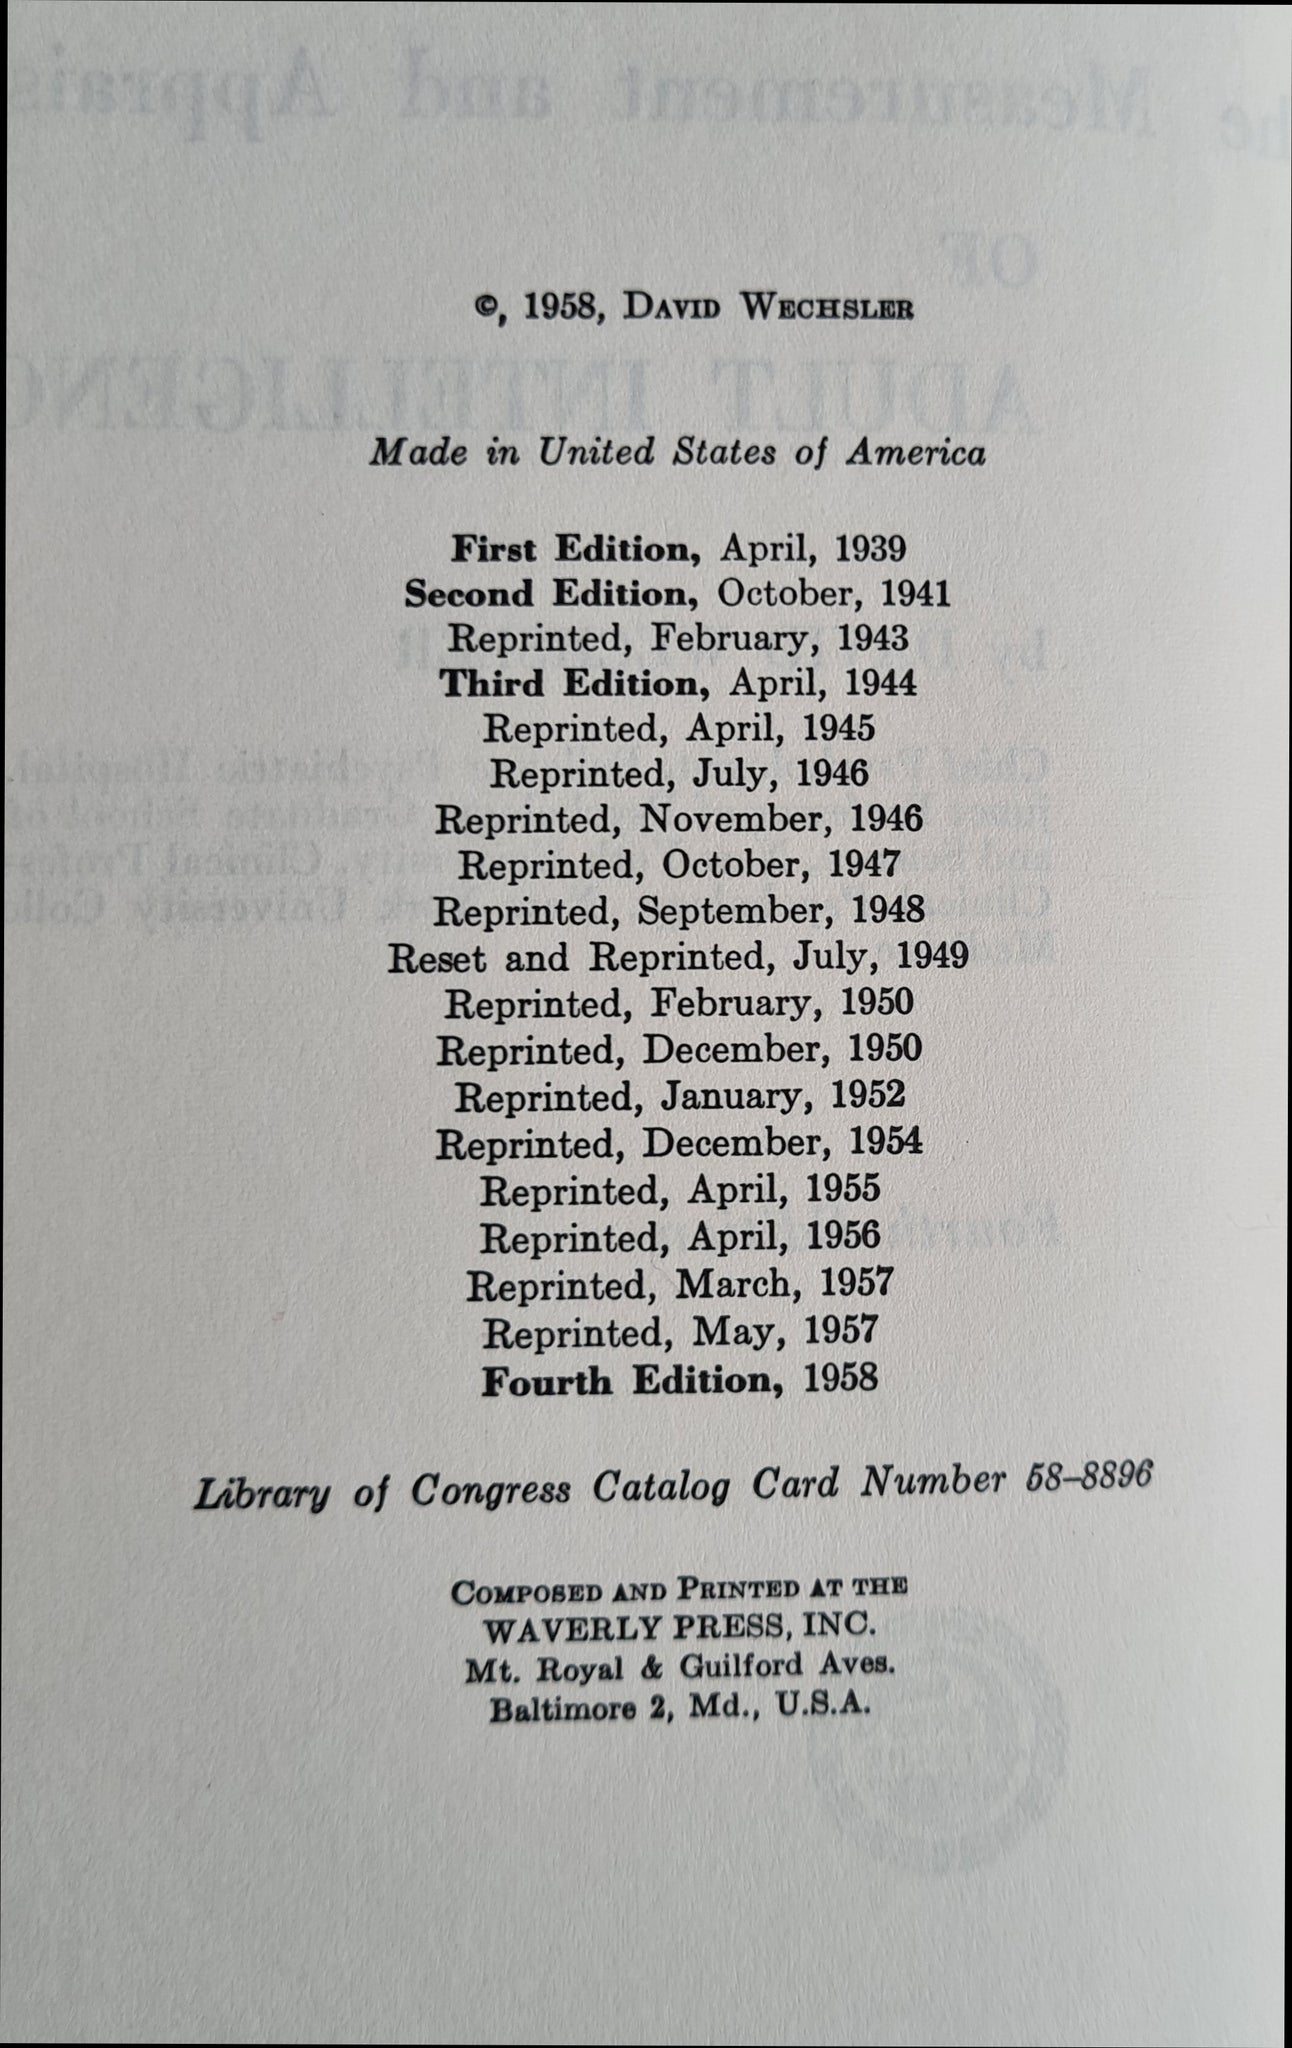 ©, 1958, David Wechsler
Made in United States of America
First Edition, April, 1939
Second Edition, October, 1941
Reprinted, February, 1943
Third Edition, April, 1944
Reprinted, April, 1945
Reprinted, July, 1946
Reprinted, November, 1946
Reprinted, October, 1947
Reprinted, September, 1948
Reset and Reprinted, July, 1949
Reprinted, February, 1950
Reprinted, December, 1950
Reprinted, January, 1952
Reprinted, December, 1954
Reprinted, April, 1955
Reprinted, April, 1956
Reprinted, March, 1957
Reprinted, May, 1957
Fourth Edition, 1958
Library of Congress Catalog Card Number 58–8896
Composed and Printed at the
WAVERLY PRESS, INC.
Mt. Royal & Guilford Aves.
Baltimore 2, Md., U.S.A.